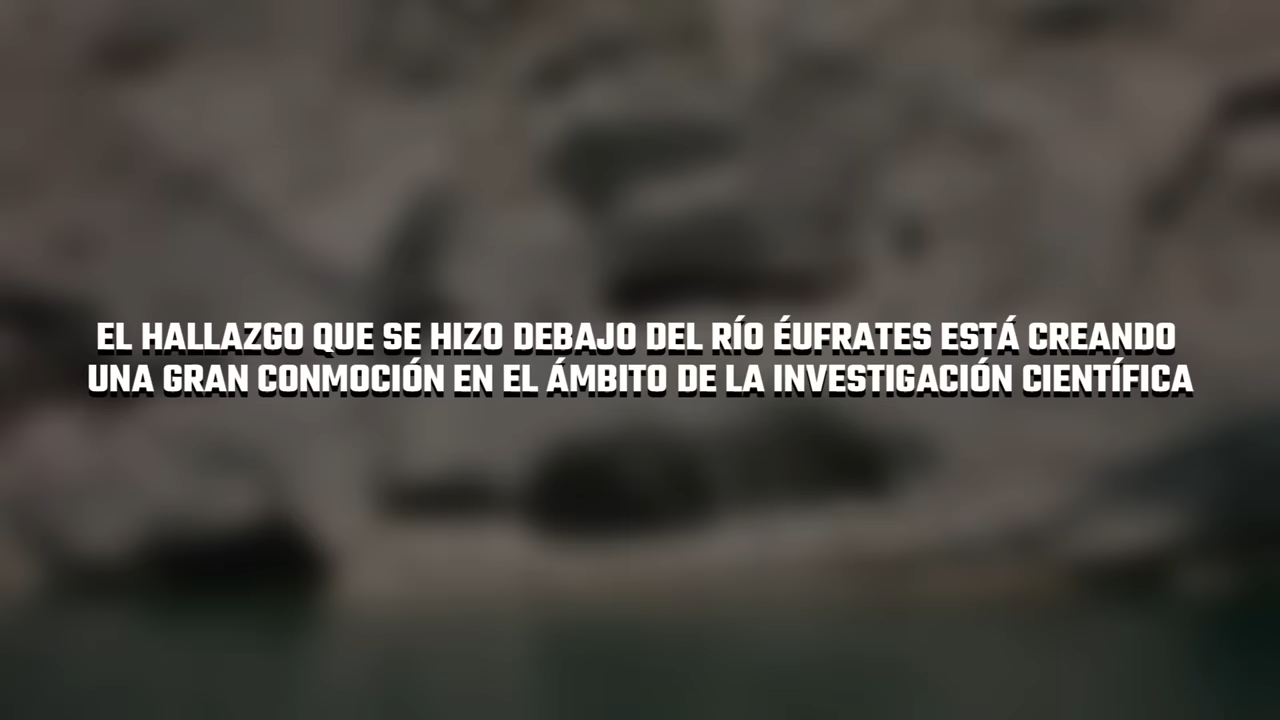 EL HALLAZGO QUE SE HIZO DEBAJO DEL RÍO ÉUFRATES ESTÁ CREANDO
UNA GRAN CONMOCIÓN EN EL ÁMBITO DE LA INVESTIGACIÓN CIENTÍFICA